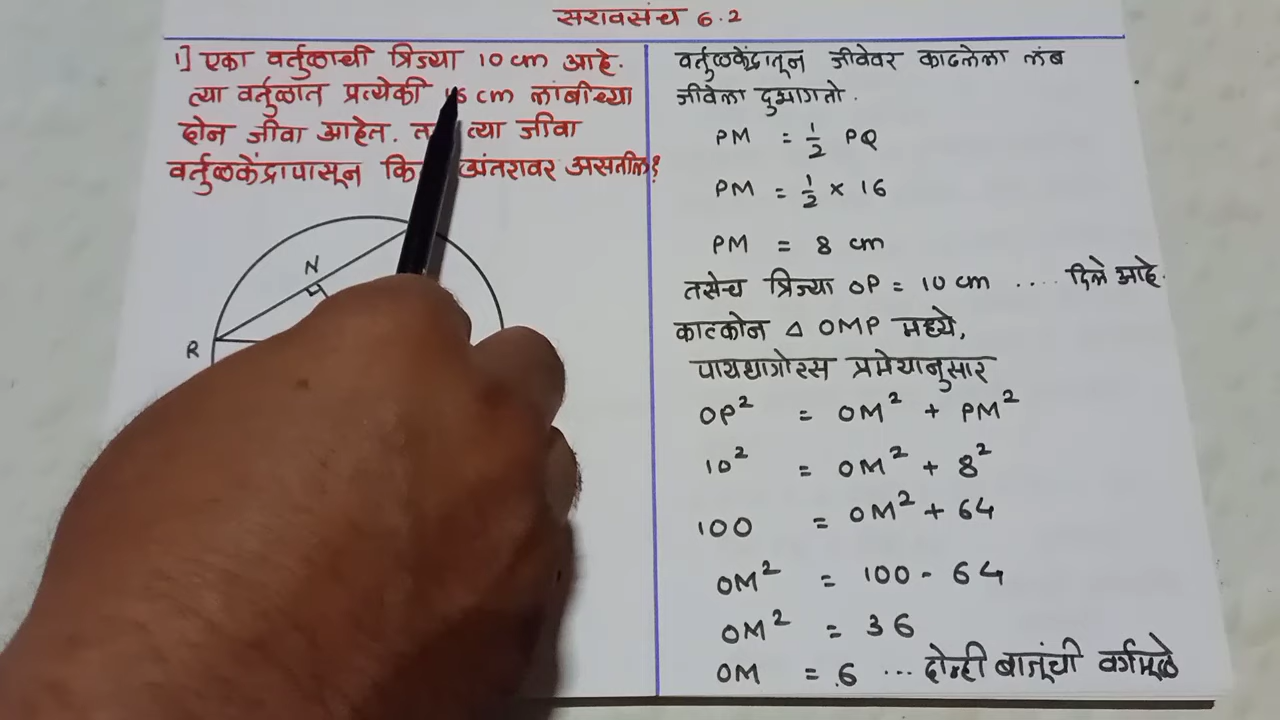 सरावसंच 6.2
1] एका वर्तुळाची त्रिज्या 10 cm आहे.
त्या वर्तुळात प्रत्येकी cm लांबीच्या
दोन जीवा आहेत. त्या जीवा
वर्तुळकेंद्रापासून अंतरावर असतील?
N
R
वर्तुळकेंद्रातून जीवेवर काढलेला लंब
जीवेला दुभागतो.
PM = 1/2 PQ
PM = 1/2 × 16
PM = 8 cm
तसेच त्रिज्या OP = 10 cm .... दिले आहे.
काटकोन △ OMP मध्ये,
पायथागोरस प्रमेयानुसार
OP² = OM² + PM²
10² = OM² + 8²
100 = OM² + 64
OM² = 100 - 64
OM² = 36
OM = 6 ... दोन्ही बाजूंची वर्गमूळे